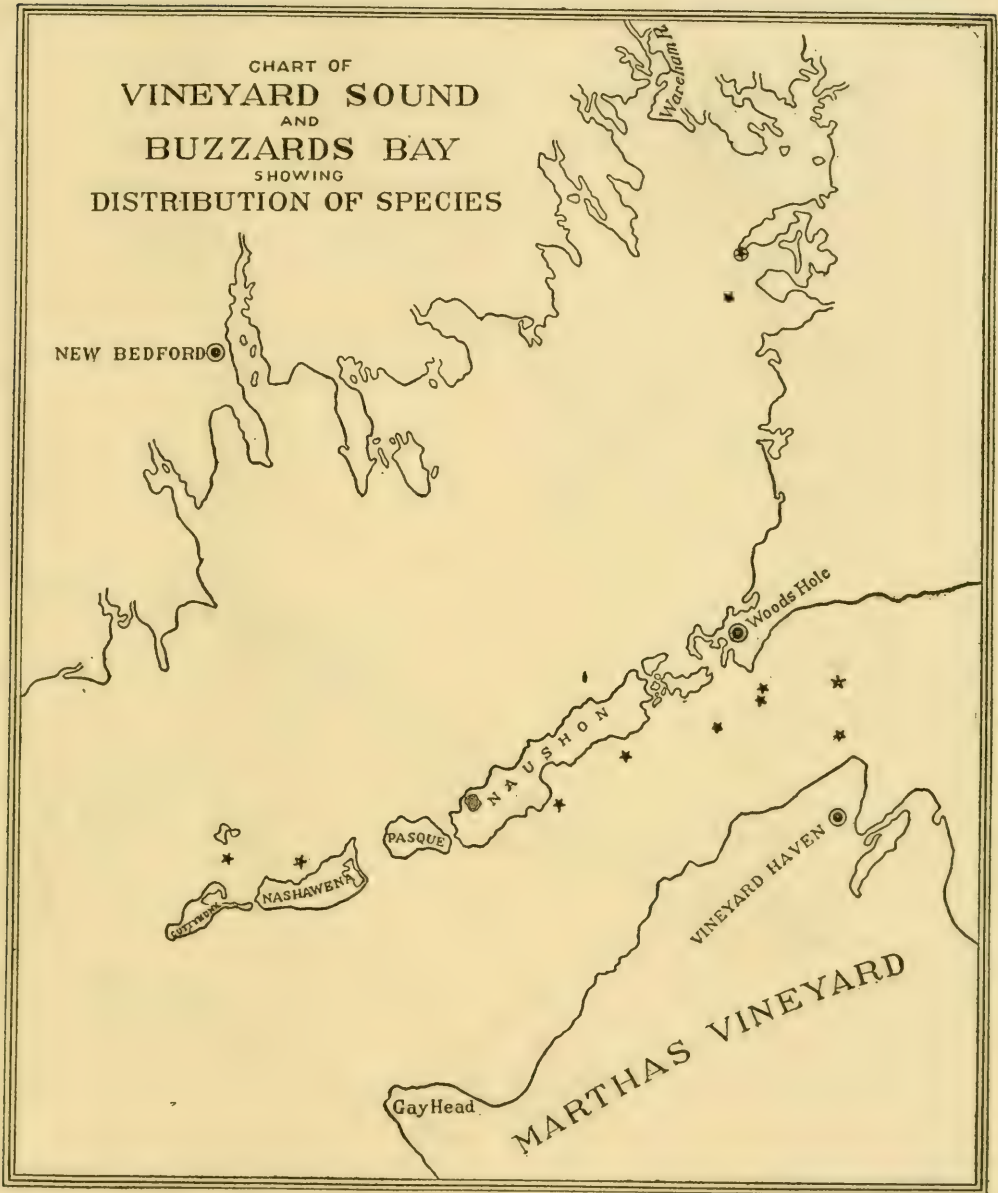 CHART OF
VINEYARD SOUND
AND
BUZZARDS BAY
SHOWING
DISTRIBUTION OF SPECIES
Wareham R.
NEW BEDFORD
Woods Hole
NAUSHON
PASQUE
NASHAWENA
CUTTYHUNK
VINEYARD HAVEN
MARTHAS VINEYARD
Gay Head